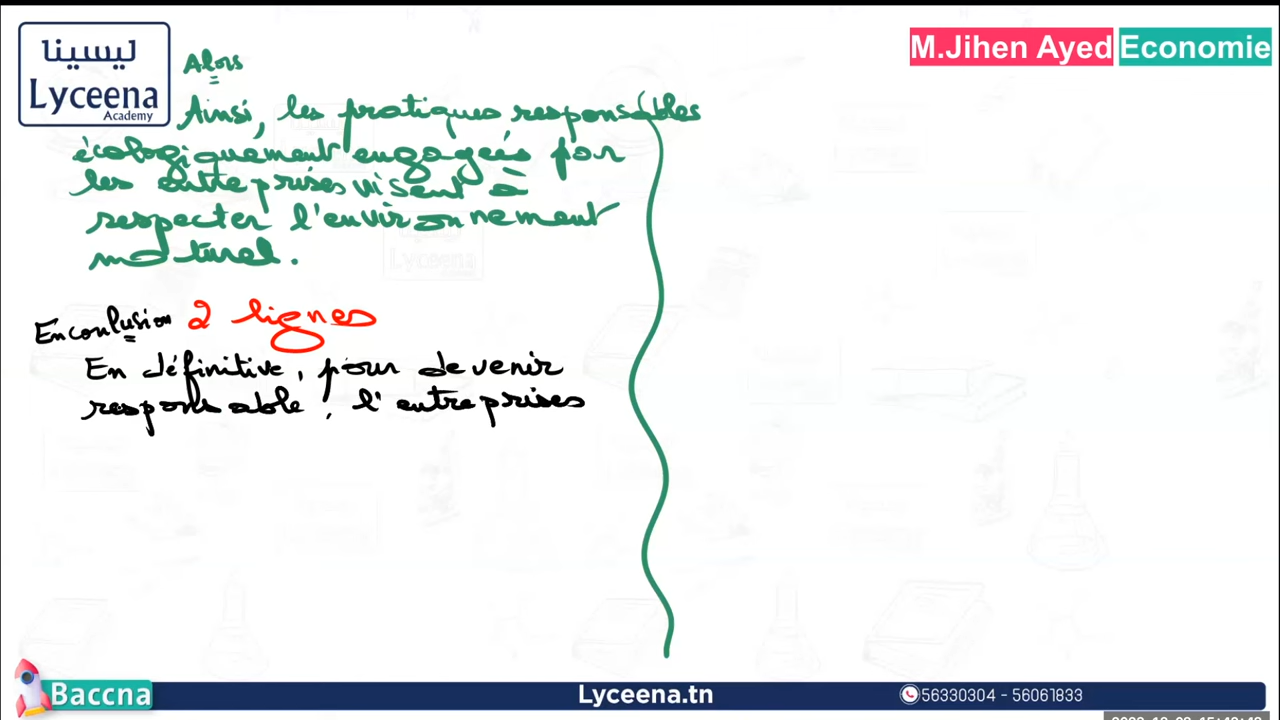 ليسينا
Lyceena
Academy
M.Jihen Ayed Economie
Alors
Ainsi, les pratiques responsables
écologiquement engagées par
les entreprises visent à
respecter l'environnement
naturel.
En conlusion 2 lignes
En définitive, pour devenir
responsable, l'entreprises
Baccna
Lyceena.tn
56330304 - 56061833